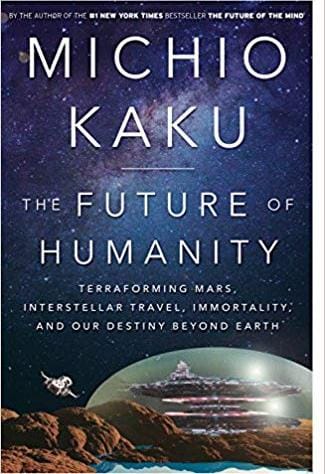 BY THE AUTHOR OF THE #1 NEW YORK TIMES BESTSELLER THE FUTURE OF THE MIND
MICHIO
KAKU
THE FUTURE OF
HUMANITY
TERRAFORMING MARS,
INTERSTELLAR TRAVEL, IMMORTALITY,
AND OUR DESTINY BEYOND EARTH